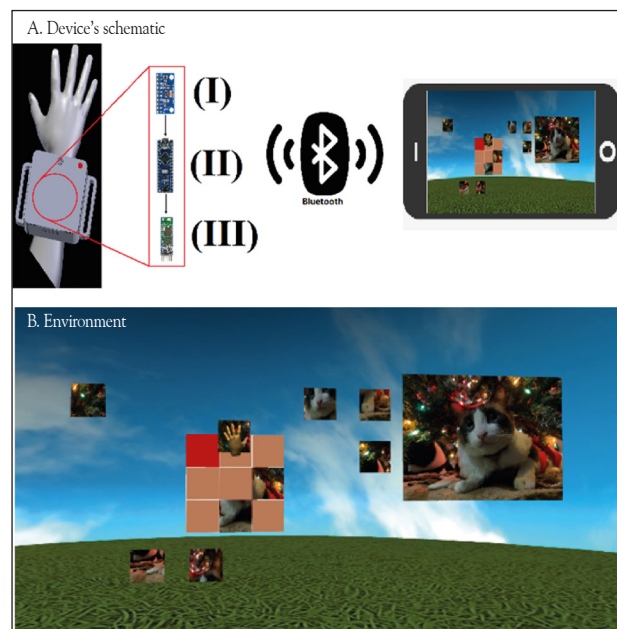 A. Device's schematic
(I)
(II)
(III)
Bluetooth
B. Environment